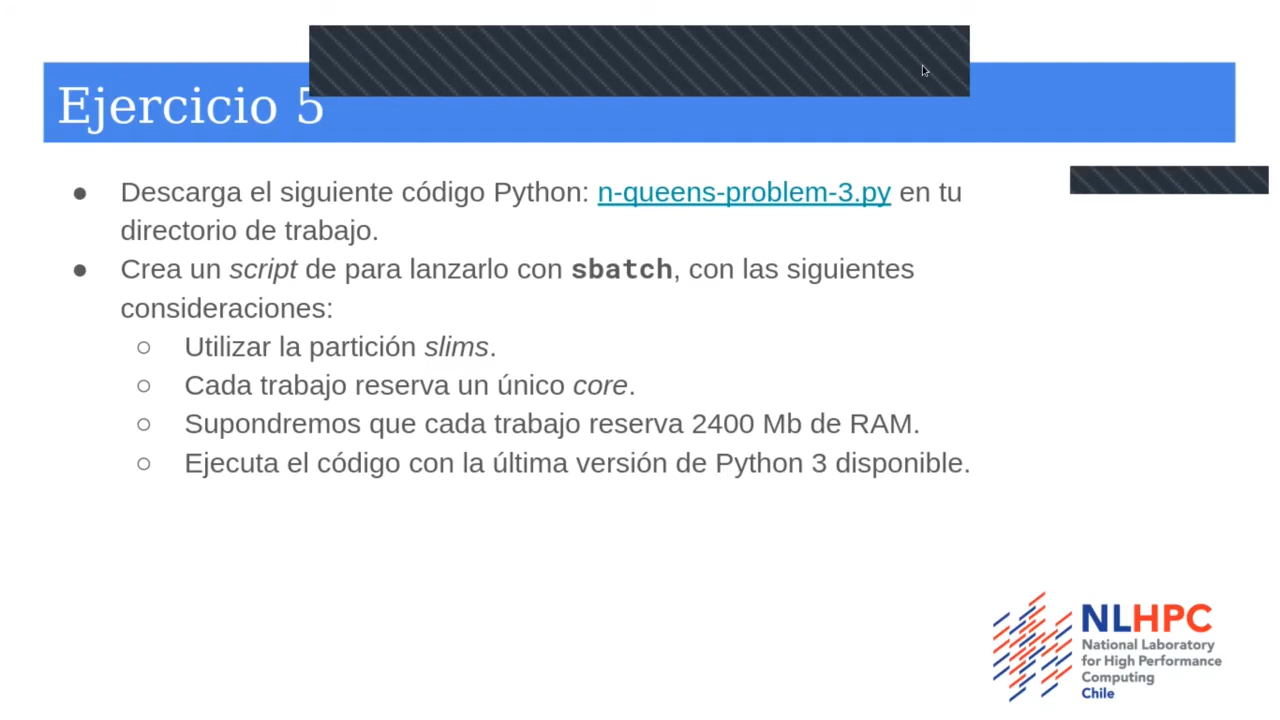 Ejercicio 5
● Descarga el siguiente código Python: n-queens-problem-3.py en tu
directorio de trabajo.
● Crea un script de para lanzarlo con sbatch, con las siguientes
consideraciones:
○ Utilizar la partición slims.
○ Cada trabajo reserva un único core.
○ Supondremos que cada trabajo reserva 2400 Mb de RAM.
○ Ejecuta el código con la última versión de Python 3 disponible.
NLHPC
National Laboratory
for High Performance
Computing
Chile